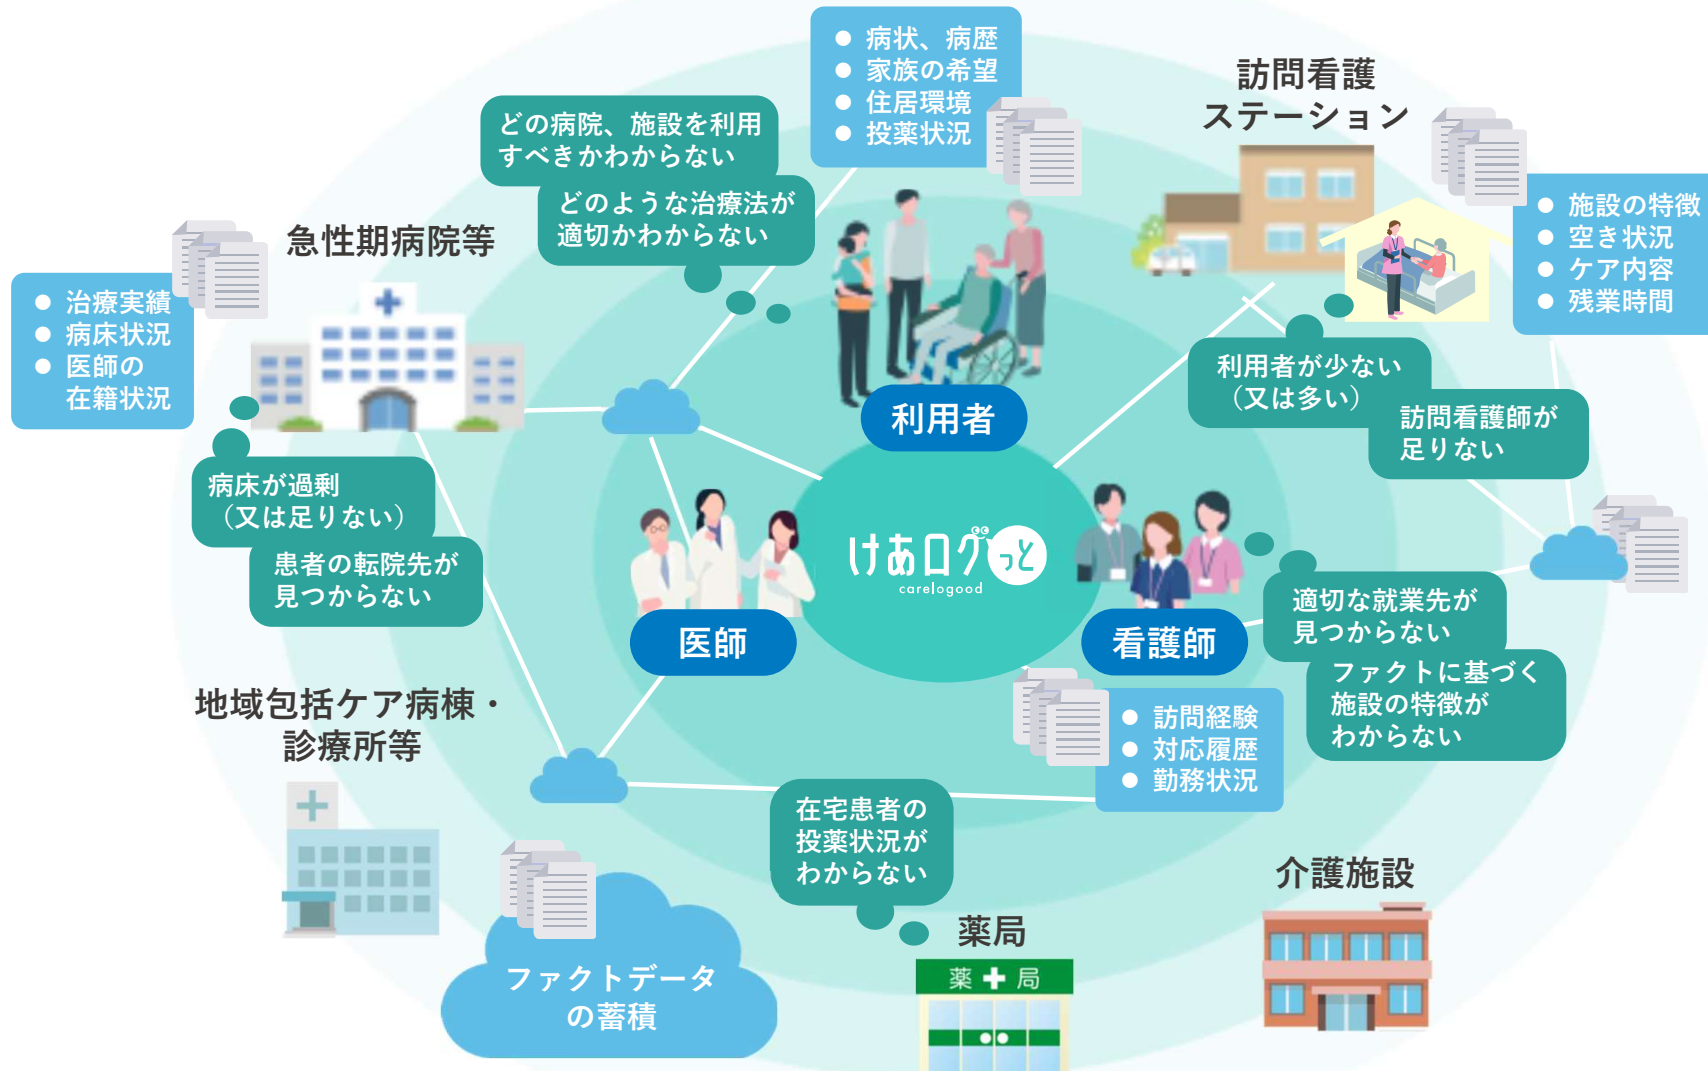 病状、病歴
家族の希望
住居環境
投薬状況
訪問看護
ステーション
どの病院、施設を利用
すべきかわからない
どのような治療法が
適切かわからない
急性期病院等
治療実績
病床状況
医師の
在籍状況
施設の特徴
空き状況
ケア内容
残業時間
利用者が少ない
（又は多い）
訪問看護師が
足りない
利用者
病床が過剰
（又は足りない）
患者の転院先が
見つからない
けあログっと
carelogood
医師
看護師
適切な就業先が
見つからない
ファクトに基づく
施設の特徴が
わからない
地域包括ケア病棟・
診療所等
訪問経験
対応履歴
勤務状況
在宅患者の
投薬状況が
わからない
介護施設
薬局
薬 局
ファクトデータ
の蓄積